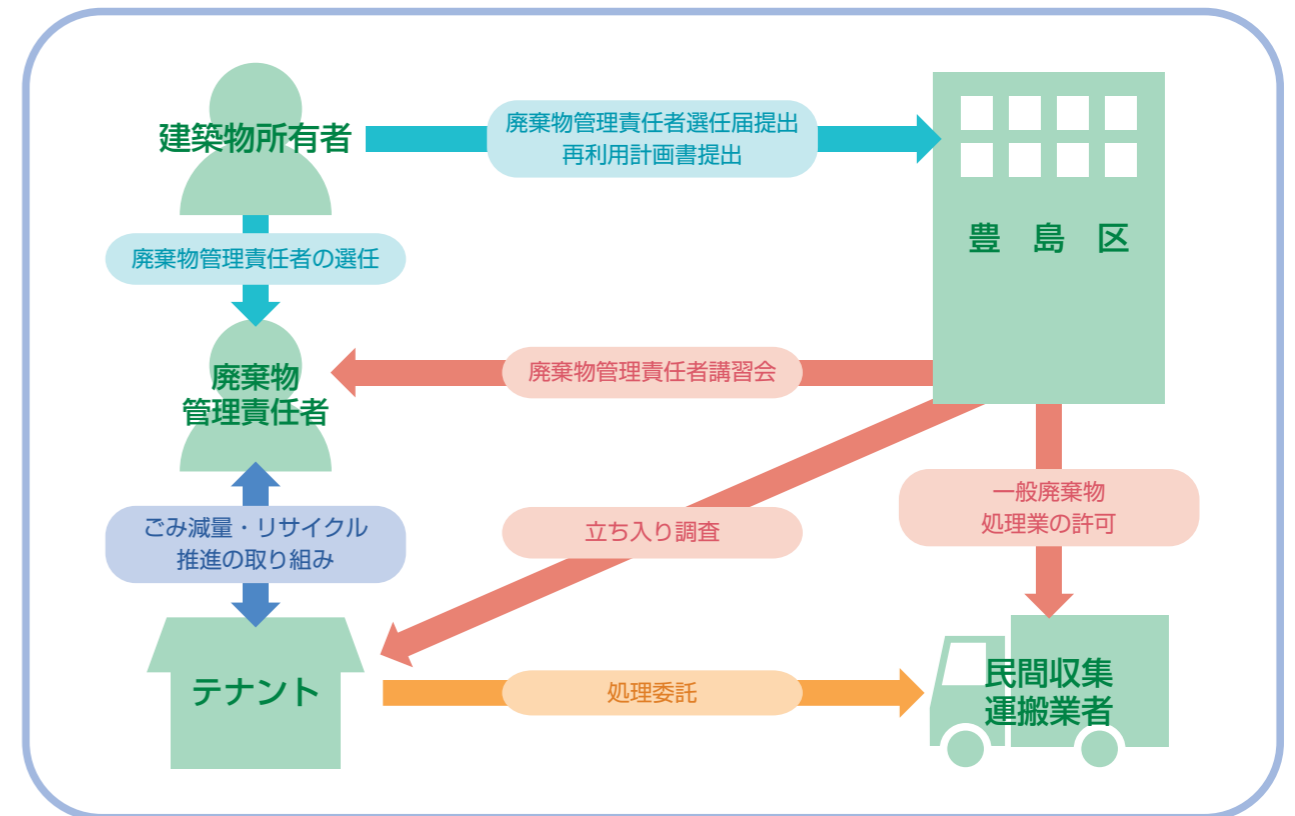 建築物所有者
廃棄物管理責任者選任届提出
再利用計画書提出
豊 島 区
廃棄物管理責任者の選任
廃棄物
管理責任者
廃棄物管理責任者講習会
ごみ減量・リサイクル
推進の取り組み
立ち入り調査
一般廃棄物
処理業の許可
テナント
処理委託
民間収集
運搬業者